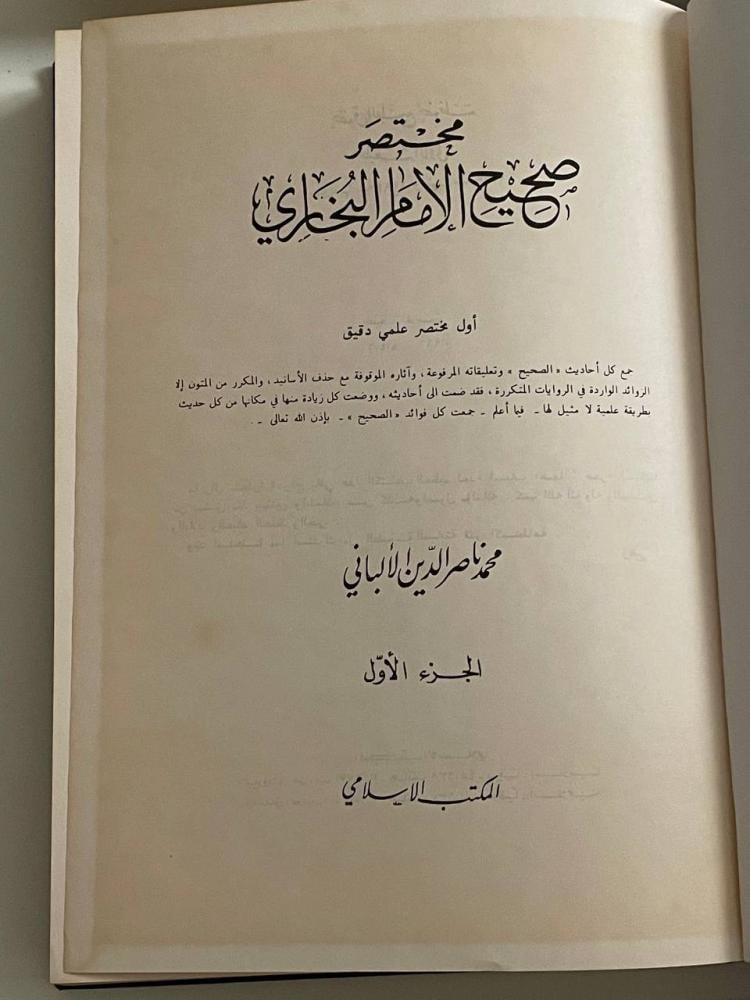 مختصر
صحيح الإمام البخاري
أول مختصر علمي دقيق
جمع كل أحاديث «الصحيح» وتعليقاته المرفوعة، وآثاره الموقوفة مع حذف الأسانيد، والمكرر من المتون إلا
الزوائد الواردة في الروايات المتكررة، فقد ضمت الى أحاديثه، ووضعت كل زيادة منها في مكانها من كل حديث
بطريقة علمية لا مثيل لها ـ فيما أعلم ـ جمعت كل فوائد «الصحيح» ـ بإذن الله تعالى ـ .
محمد ناصر الدين الألباني
الجزء الأول
المكتب الإسلامي